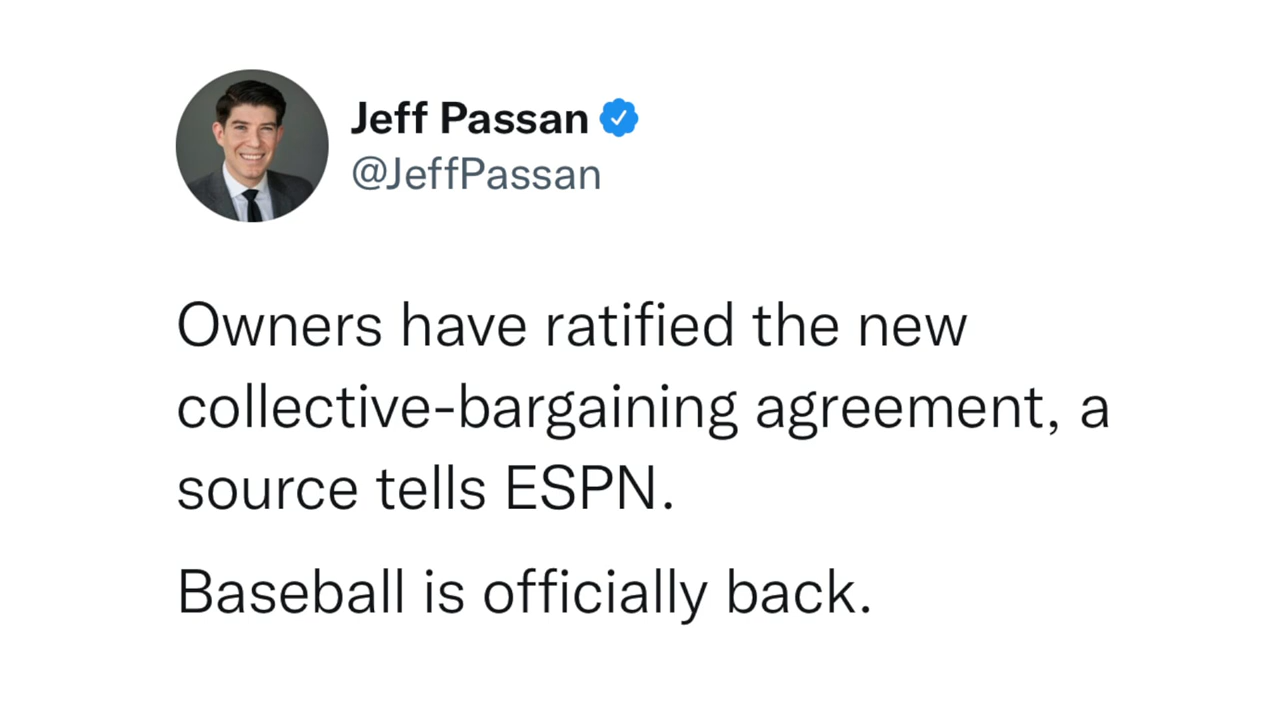 Jeff Passan
@JeffPassan
Owners have ratified the new
collective-bargaining agreement, a
source tells ESPN.
Baseball is officially back.